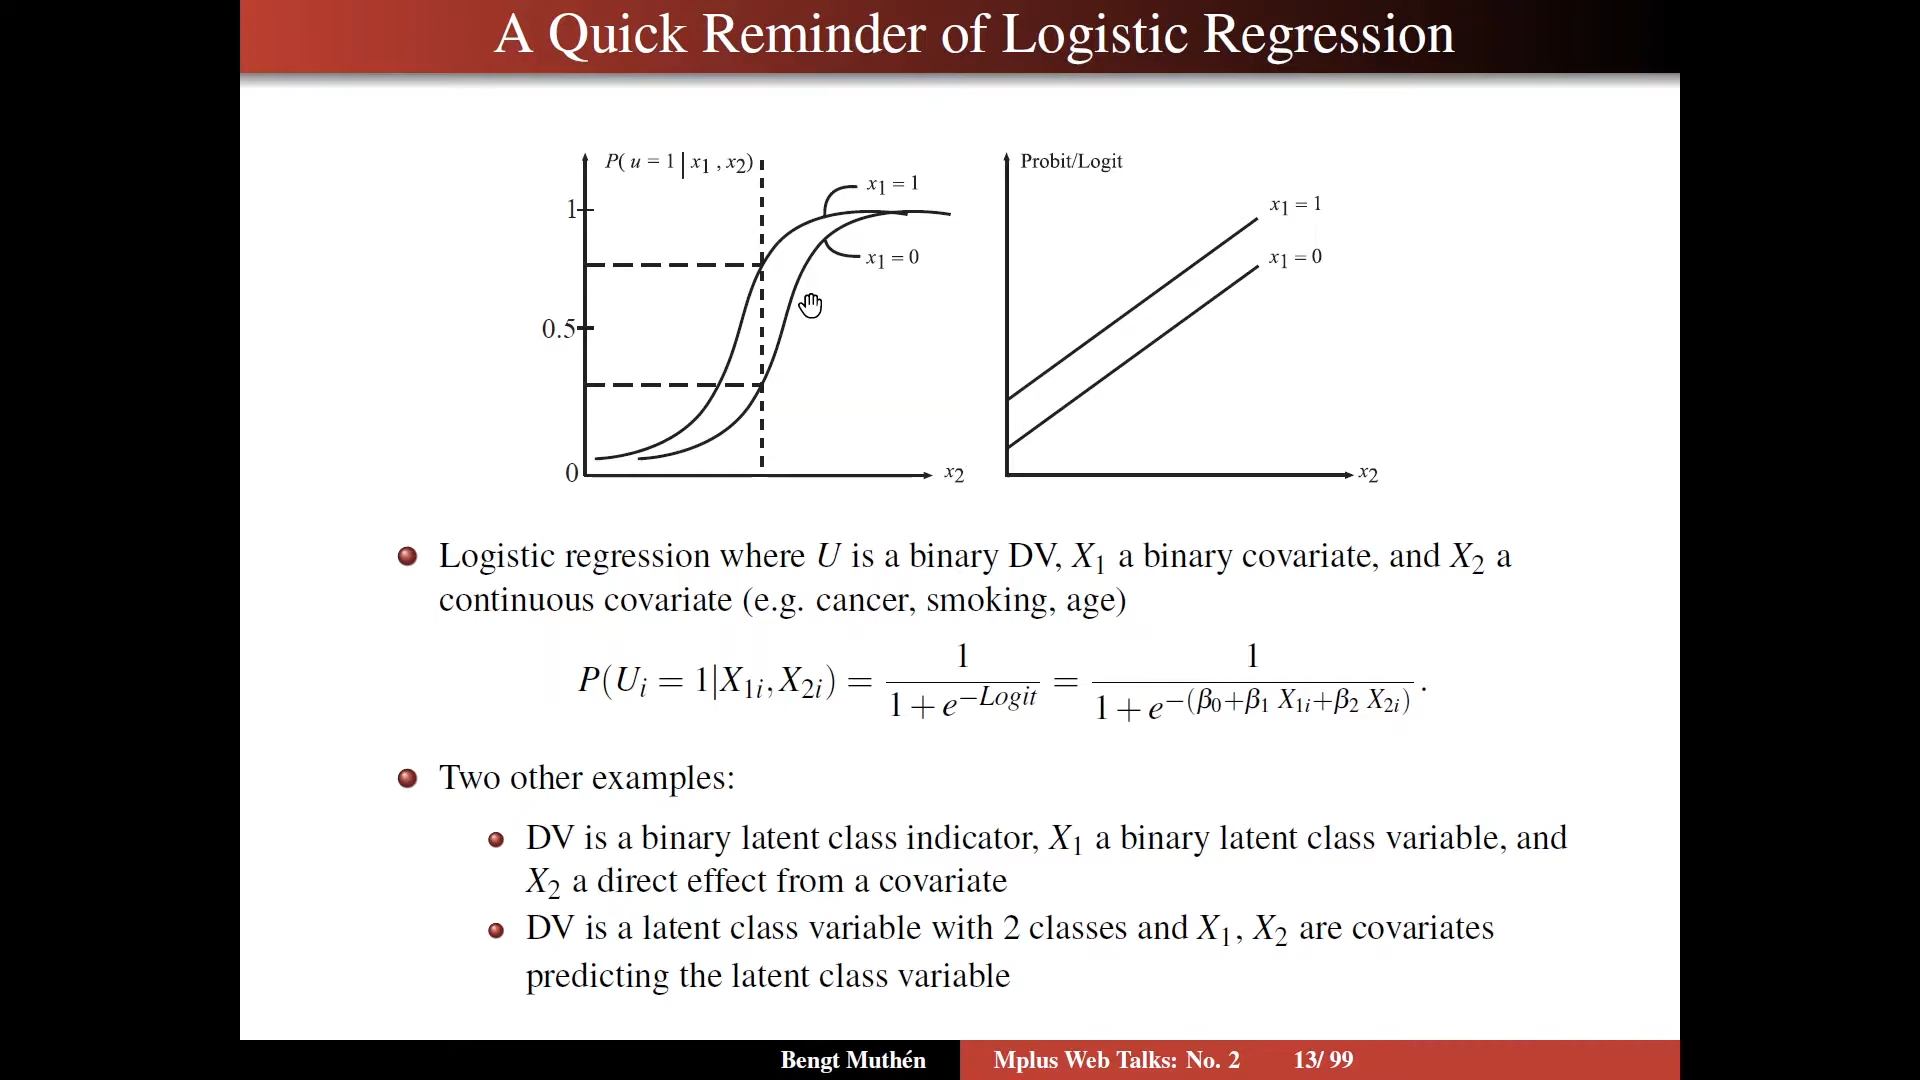 A Quick Reminder of Logistic Regression
P( u = 1 | x1 , x2)
1
0.5
0
x1 = 1
x1 = 0
x2
Probit/Logit
x1 = 1
x1 = 0
x2
Logistic regression where U is a binary DV, X1 a binary covariate, and X2 a
continuous covariate (e.g. cancer, smoking, age)
P(Ui = 1|X1i, X2i) = 1 / (1 + e^−Logit) = 1 / (1 + e^−(β0+β1 X1i+β2 X2i)) .
Two other examples:
DV is a binary latent class indicator, X1 a binary latent class variable, and
X2 a direct effect from a covariate
DV is a latent class variable with 2 classes and X1, X2 are covariates
predicting the latent class variable
Bengt Muthén
Mplus Web Talks: No. 2
13/ 99